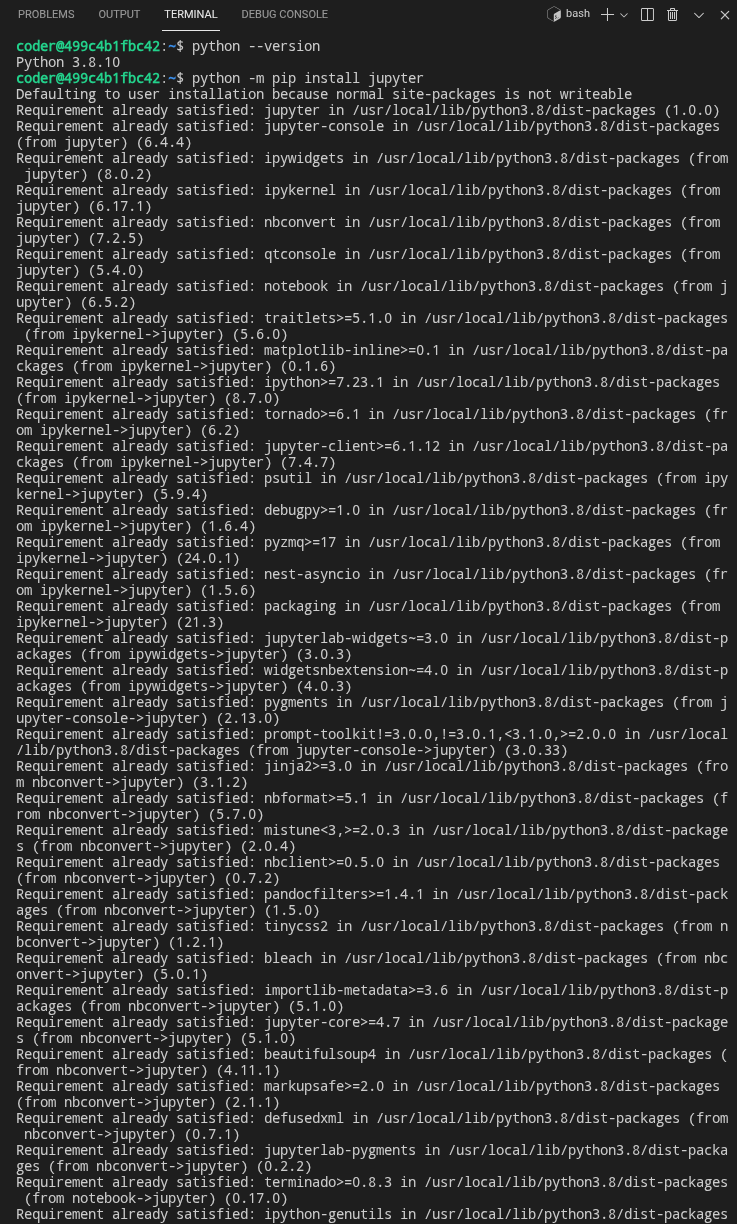 PROBLEMS OUTPUT TERMINAL DEBUG CONSOLE bash
coder@499c4b1fbc42:~$ python --version
Python 3.8.10
coder@499c4b1fbc42:~$ python -m pip install jupyter
Defaulting to user installation because normal site-packages is not writeable
Requirement already satisfied: jupyter in /usr/local/lib/python3.8/dist-packages (1.0.0)
Requirement already satisfied: jupyter-console in /usr/local/lib/python3.8/dist-packages
(from jupyter) (6.4.4)
Requirement already satisfied: ipywidgets in /usr/local/lib/python3.8/dist-packages (from
 jupyter) (8.0.2)
Requirement already satisfied: ipykernel in /usr/local/lib/python3.8/dist-packages (from
jupyter) (6.17.1)
Requirement already satisfied: nbconvert in /usr/local/lib/python3.8/dist-packages (from
jupyter) (7.2.5)
Requirement already satisfied: qtconsole in /usr/local/lib/python3.8/dist-packages (from
jupyter) (5.4.0)
Requirement already satisfied: notebook in /usr/local/lib/python3.8/dist-packages (from j
upyter) (6.5.2)
Requirement already satisfied: traitlets>=5.1.0 in /usr/local/lib/python3.8/dist-packages
 (from ipykernel->jupyter) (5.6.0)
Requirement already satisfied: matplotlib-inline>=0.1 in /usr/local/lib/python3.8/dist-pa
ckages (from ipykernel->jupyter) (0.1.6)
Requirement already satisfied: ipython>=7.23.1 in /usr/local/lib/python3.8/dist-packages
(from ipykernel->jupyter) (8.7.0)
Requirement already satisfied: tornado>=6.1 in /usr/local/lib/python3.8/dist-packages (fr
om ipykernel->jupyter) (6.2)
Requirement already satisfied: jupyter-client>=6.1.12 in /usr/local/lib/python3.8/dist-pa
ckages (from ipykernel->jupyter) (7.4.7)
Requirement already satisfied: psutil in /usr/local/lib/python3.8/dist-packages (from ipy
kernel->jupyter) (5.9.4)
Requirement already satisfied: debugpy>=1.0 in /usr/local/lib/python3.8/dist-packages (fr
om ipykernel->jupyter) (1.6.4)
Requirement already satisfied: pyzmq>=17 in /usr/local/lib/python3.8/dist-packages (from
ipykernel->jupyter) (24.0.1)
Requirement already satisfied: nest-asyncio in /usr/local/lib/python3.8/dist-packages (fr
om ipykernel->jupyter) (1.5.6)
Requirement already satisfied: packaging in /usr/local/lib/python3.8/dist-packages (from
ipykernel->jupyter) (21.3)
Requirement already satisfied: jupyterlab-widgets~=3.0 in /usr/local/lib/python3.8/dist-p
ackages (from ipywidgets->jupyter) (3.0.3)
Requirement already satisfied: widgetsnbextension~=4.0 in /usr/local/lib/python3.8/dist-p
ackages (from ipywidgets->jupyter) (4.0.3)
Requirement already satisfied: pygments in /usr/local/lib/python3.8/dist-packages (from j
upyter-console->jupyter) (2.13.0)
Requirement already satisfied: prompt-toolkit!=3.0.0,!=3.0.1,<3.1.0,>=2.0.0 in /usr/local
/lib/python3.8/dist-packages (from jupyter-console->jupyter) (3.0.33)
Requirement already satisfied: jinja2>=3.0 in /usr/local/lib/python3.8/dist-packages (fro
m nbconvert->jupyter) (3.1.2)
Requirement already satisfied: nbformat>=5.1 in /usr/local/lib/python3.8/dist-packages (f
rom nbconvert->jupyter) (5.7.0)
Requirement already satisfied: mistune<3,>=2.0.3 in /usr/local/lib/python3.8/dist-package
s (from nbconvert->jupyter) (2.0.4)
Requirement already satisfied: nbclient>=0.5.0 in /usr/local/lib/python3.8/dist-packages
(from nbconvert->jupyter) (0.7.2)
Requirement already satisfied: pandocfilters>=1.4.1 in /usr/local/lib/python3.8/dist-pack
ages (from nbconvert->jupyter) (1.5.0)
Requirement already satisfied: tinycss2 in /usr/local/lib/python3.8/dist-packages (from n
bconvert->jupyter) (1.2.1)
Requirement already satisfied: bleach in /usr/local/lib/python3.8/dist-packages (from nbc
onvert->jupyter) (5.0.1)
Requirement already satisfied: importlib-metadata>=3.6 in /usr/local/lib/python3.8/dist-p
ackages (from nbconvert->jupyter) (5.1.0)
Requirement already satisfied: jupyter-core>=4.7 in /usr/local/lib/python3.8/dist-package
s (from nbconvert->jupyter) (5.1.0)
Requirement already satisfied: beautifulsoup4 in /usr/local/lib/python3.8/dist-packages (
from nbconvert->jupyter) (4.11.1)
Requirement already satisfied: markupsafe>=2.0 in /usr/local/lib/python3.8/dist-packages
(from nbconvert->jupyter) (2.1.1)
Requirement already satisfied: defusedxml in /usr/local/lib/python3.8/dist-packages (from
 nbconvert->jupyter) (0.7.1)
Requirement already satisfied: jupyterlab-pygments in /usr/local/lib/python3.8/dist-packa
ges (from nbconvert->jupyter) (0.2.2)
Requirement already satisfied: terminado>=0.8.3 in /usr/local/lib/python3.8/dist-packages
 (from notebook->jupyter) (0.17.0)
Requirement already satisfied: ipython-genutils in /usr/local/lib/python3.8/dist-packages